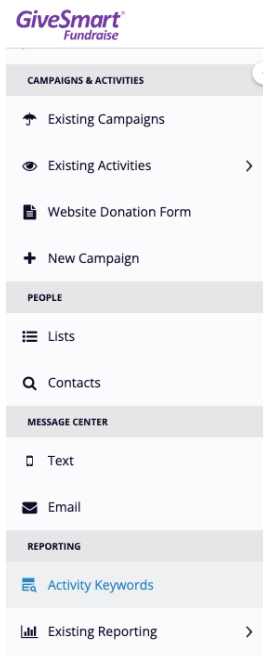 GiveSmart®
Fundraise
CAMPAIGNS & ACTIVITIES
Existing Campaigns
Existing Activities
Website Donation Form
New Campaign
PEOPLE
Lists
Contacts
MESSAGE CENTER
Text
Email
REPORTING
Activity Keywords
Existing Reporting